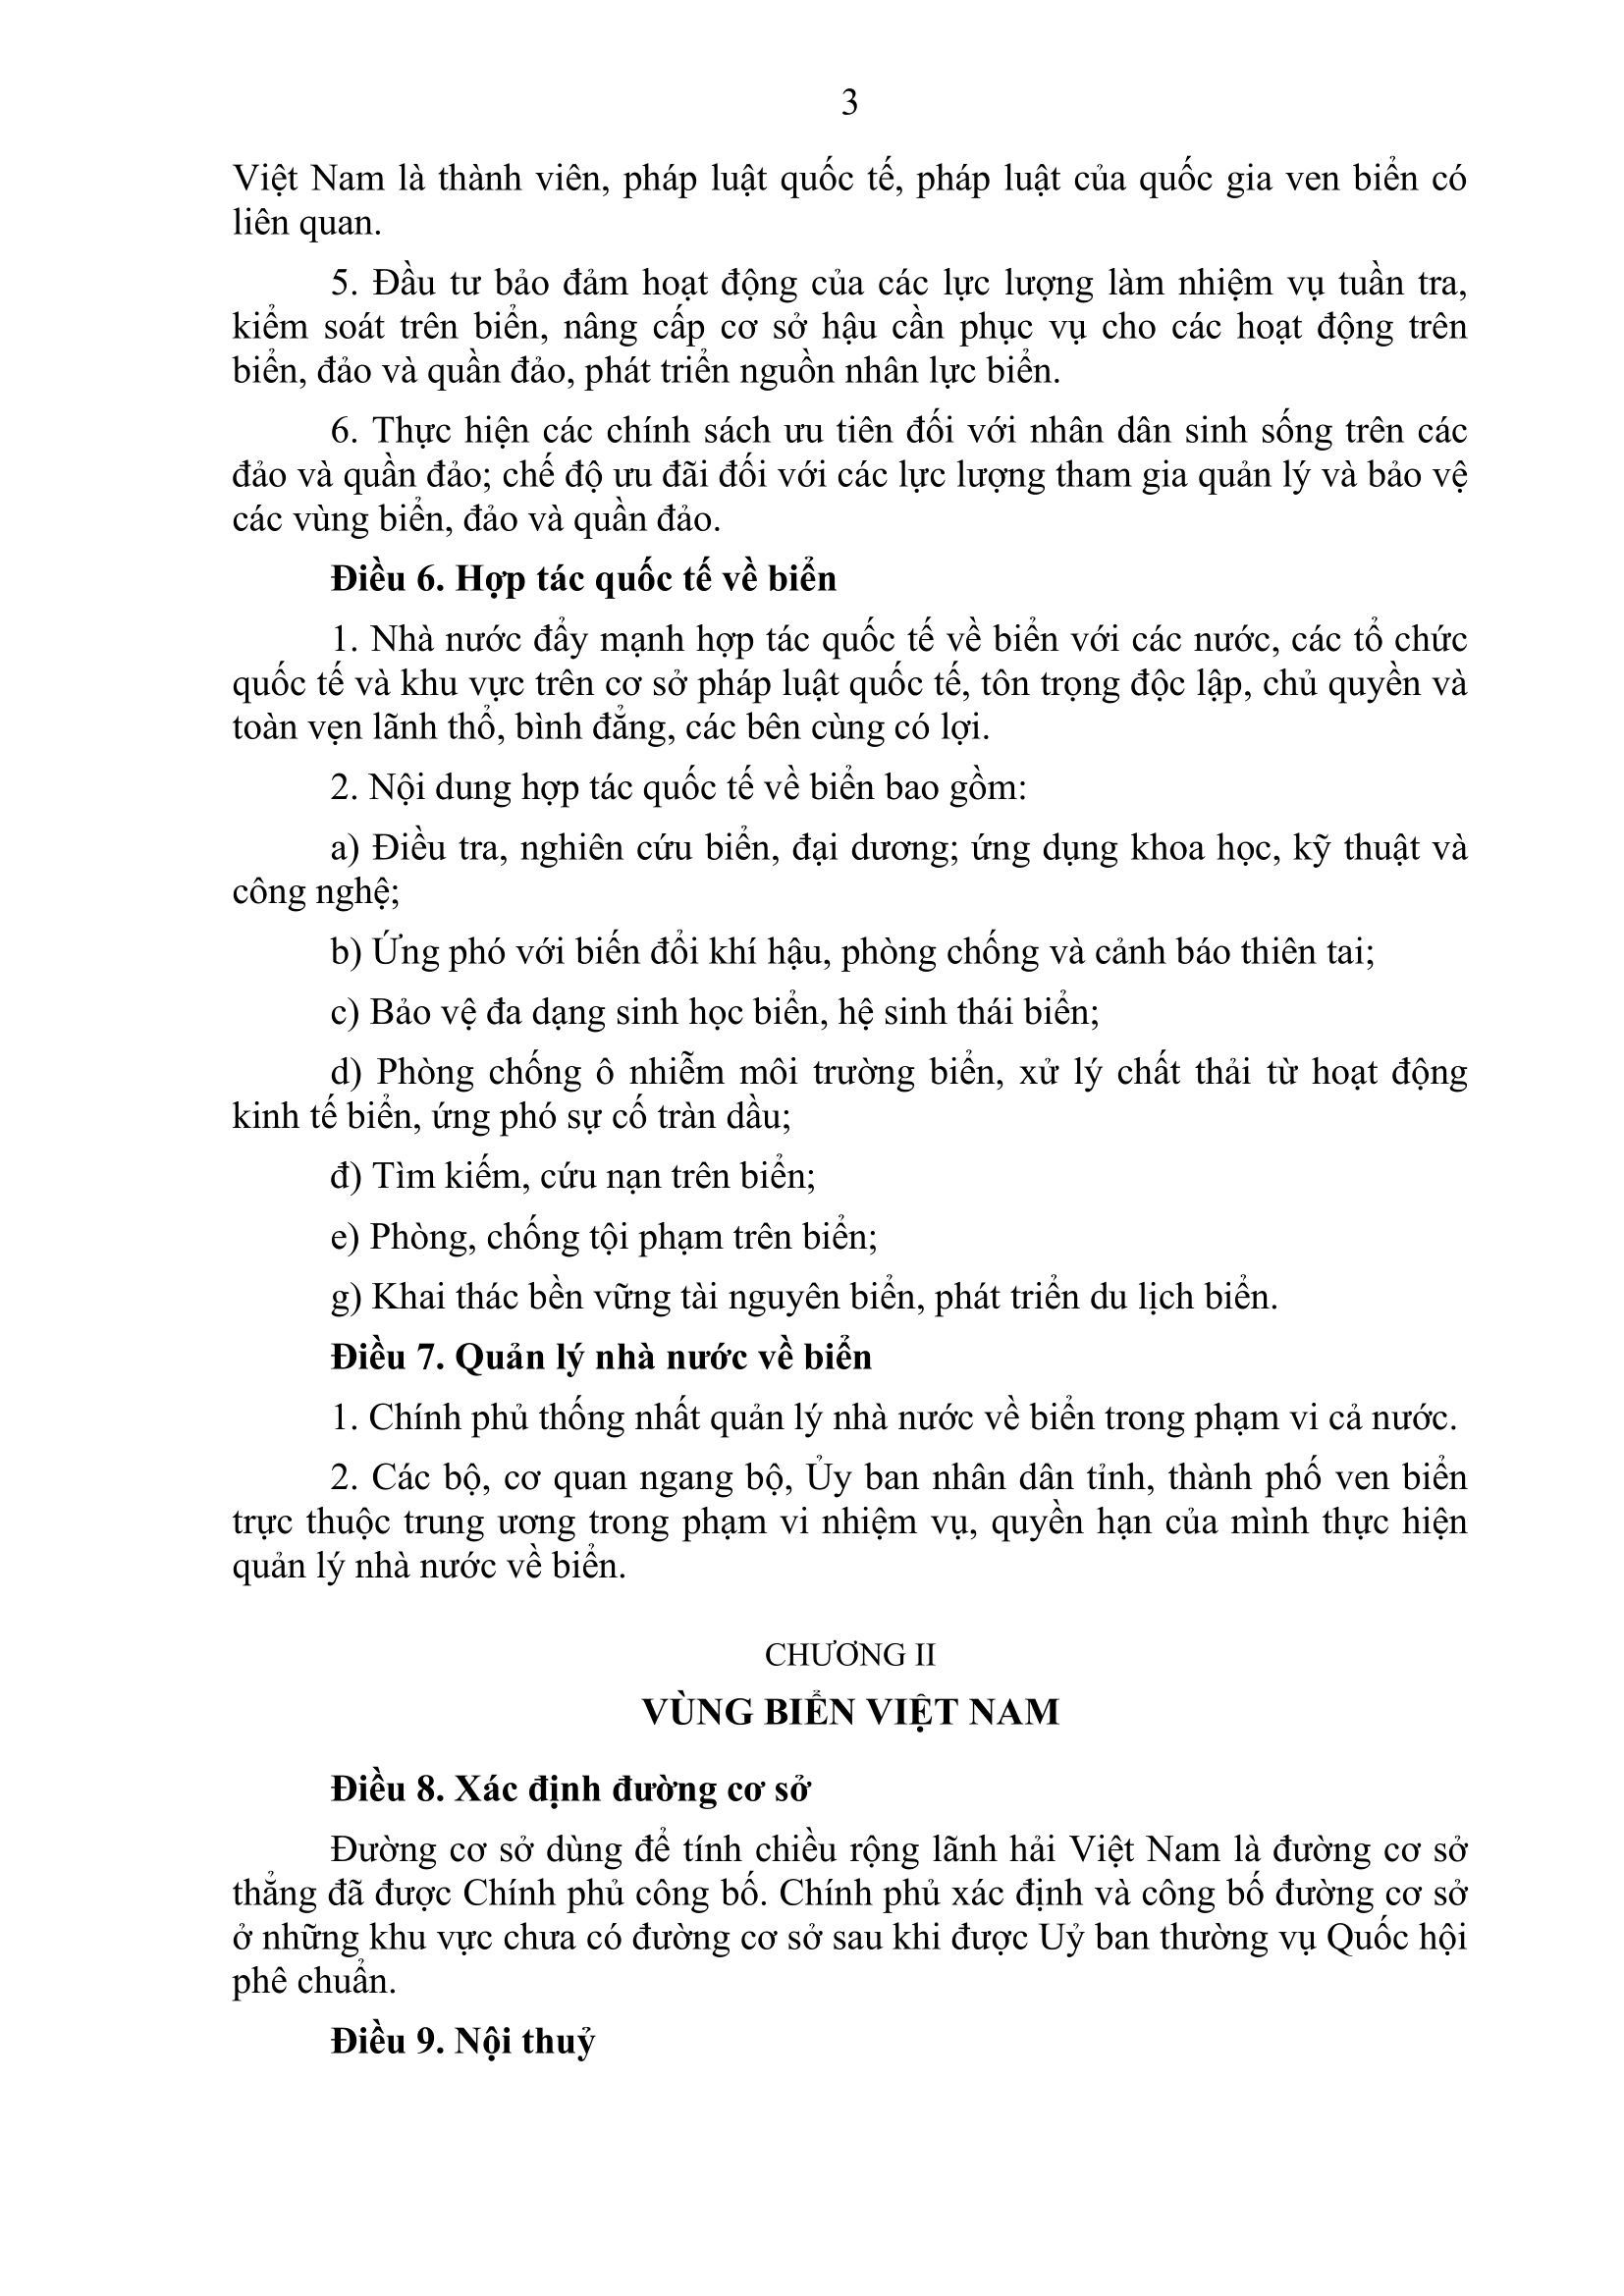 3
Việt Nam là thành viên, pháp luật quốc tế, pháp luật của quốc gia ven biển có
liên quan.
5. Đầu tư bảo đảm hoạt động của các lực lượng làm nhiệm vụ tuần tra,
kiểm soát trên biển, nâng cấp cơ sở hậu cần phục vụ cho các hoạt động trên
biển, đảo và quần đảo, phát triển nguồn nhân lực biển.
6. Thực hiện các chính sách ưu tiên đối với nhân dân sinh sống trên các
đảo và quần đảo; chế độ ưu đãi đối với các lực lượng tham gia quản lý và bảo vệ
các vùng biển, đảo và quần đảo.
Điều 6. Hợp tác quốc tế về biển
1. Nhà nước đẩy mạnh hợp tác quốc tế về biển với các nước, các tổ chức
quốc tế và khu vực trên cơ sở pháp luật quốc tế, tôn trọng độc lập, chủ quyền và
toàn vẹn lãnh thổ, bình đẳng, các bên cùng có lợi.
2. Nội dung hợp tác quốc tế về biển bao gồm:
a) Điều tra, nghiên cứu biển, đại dương; ứng dụng khoa học, kỹ thuật và
công nghệ;
b) Ứng phó với biến đổi khí hậu, phòng chống và cảnh báo thiên tai;
c) Bảo vệ đa dạng sinh học biển, hệ sinh thái biển;
d) Phòng chống ô nhiễm môi trường biển, xử lý chất thải từ hoạt động
kinh tế biển, ứng phó sự cố tràn dầu;
đ) Tìm kiếm, cứu nạn trên biển;
e) Phòng, chống tội phạm trên biển;
g) Khai thác bền vững tài nguyên biển, phát triển du lịch biển.
Điều 7. Quản lý nhà nước về biển
1. Chính phủ thống nhất quản lý nhà nước về biển trong phạm vi cả nước.
2. Các bộ, cơ quan ngang bộ, Ủy ban nhân dân tỉnh, thành phố ven biển
trực thuộc trung ương trong phạm vi nhiệm vụ, quyền hạn của mình thực hiện
quản lý nhà nước về biển.
CHƯƠNG II
VÙNG BIỂN VIỆT NAM
Điều 8. Xác định đường cơ sở
Đường cơ sở dùng để tính chiều rộng lãnh hải Việt Nam là đường cơ sở
thẳng đã được Chính phủ công bố. Chính phủ xác định và công bố đường cơ sở
ở những khu vực chưa có đường cơ sở sau khi được Uỷ ban thường vụ Quốc hội
phê chuẩn.
Điều 9. Nội thuỷ